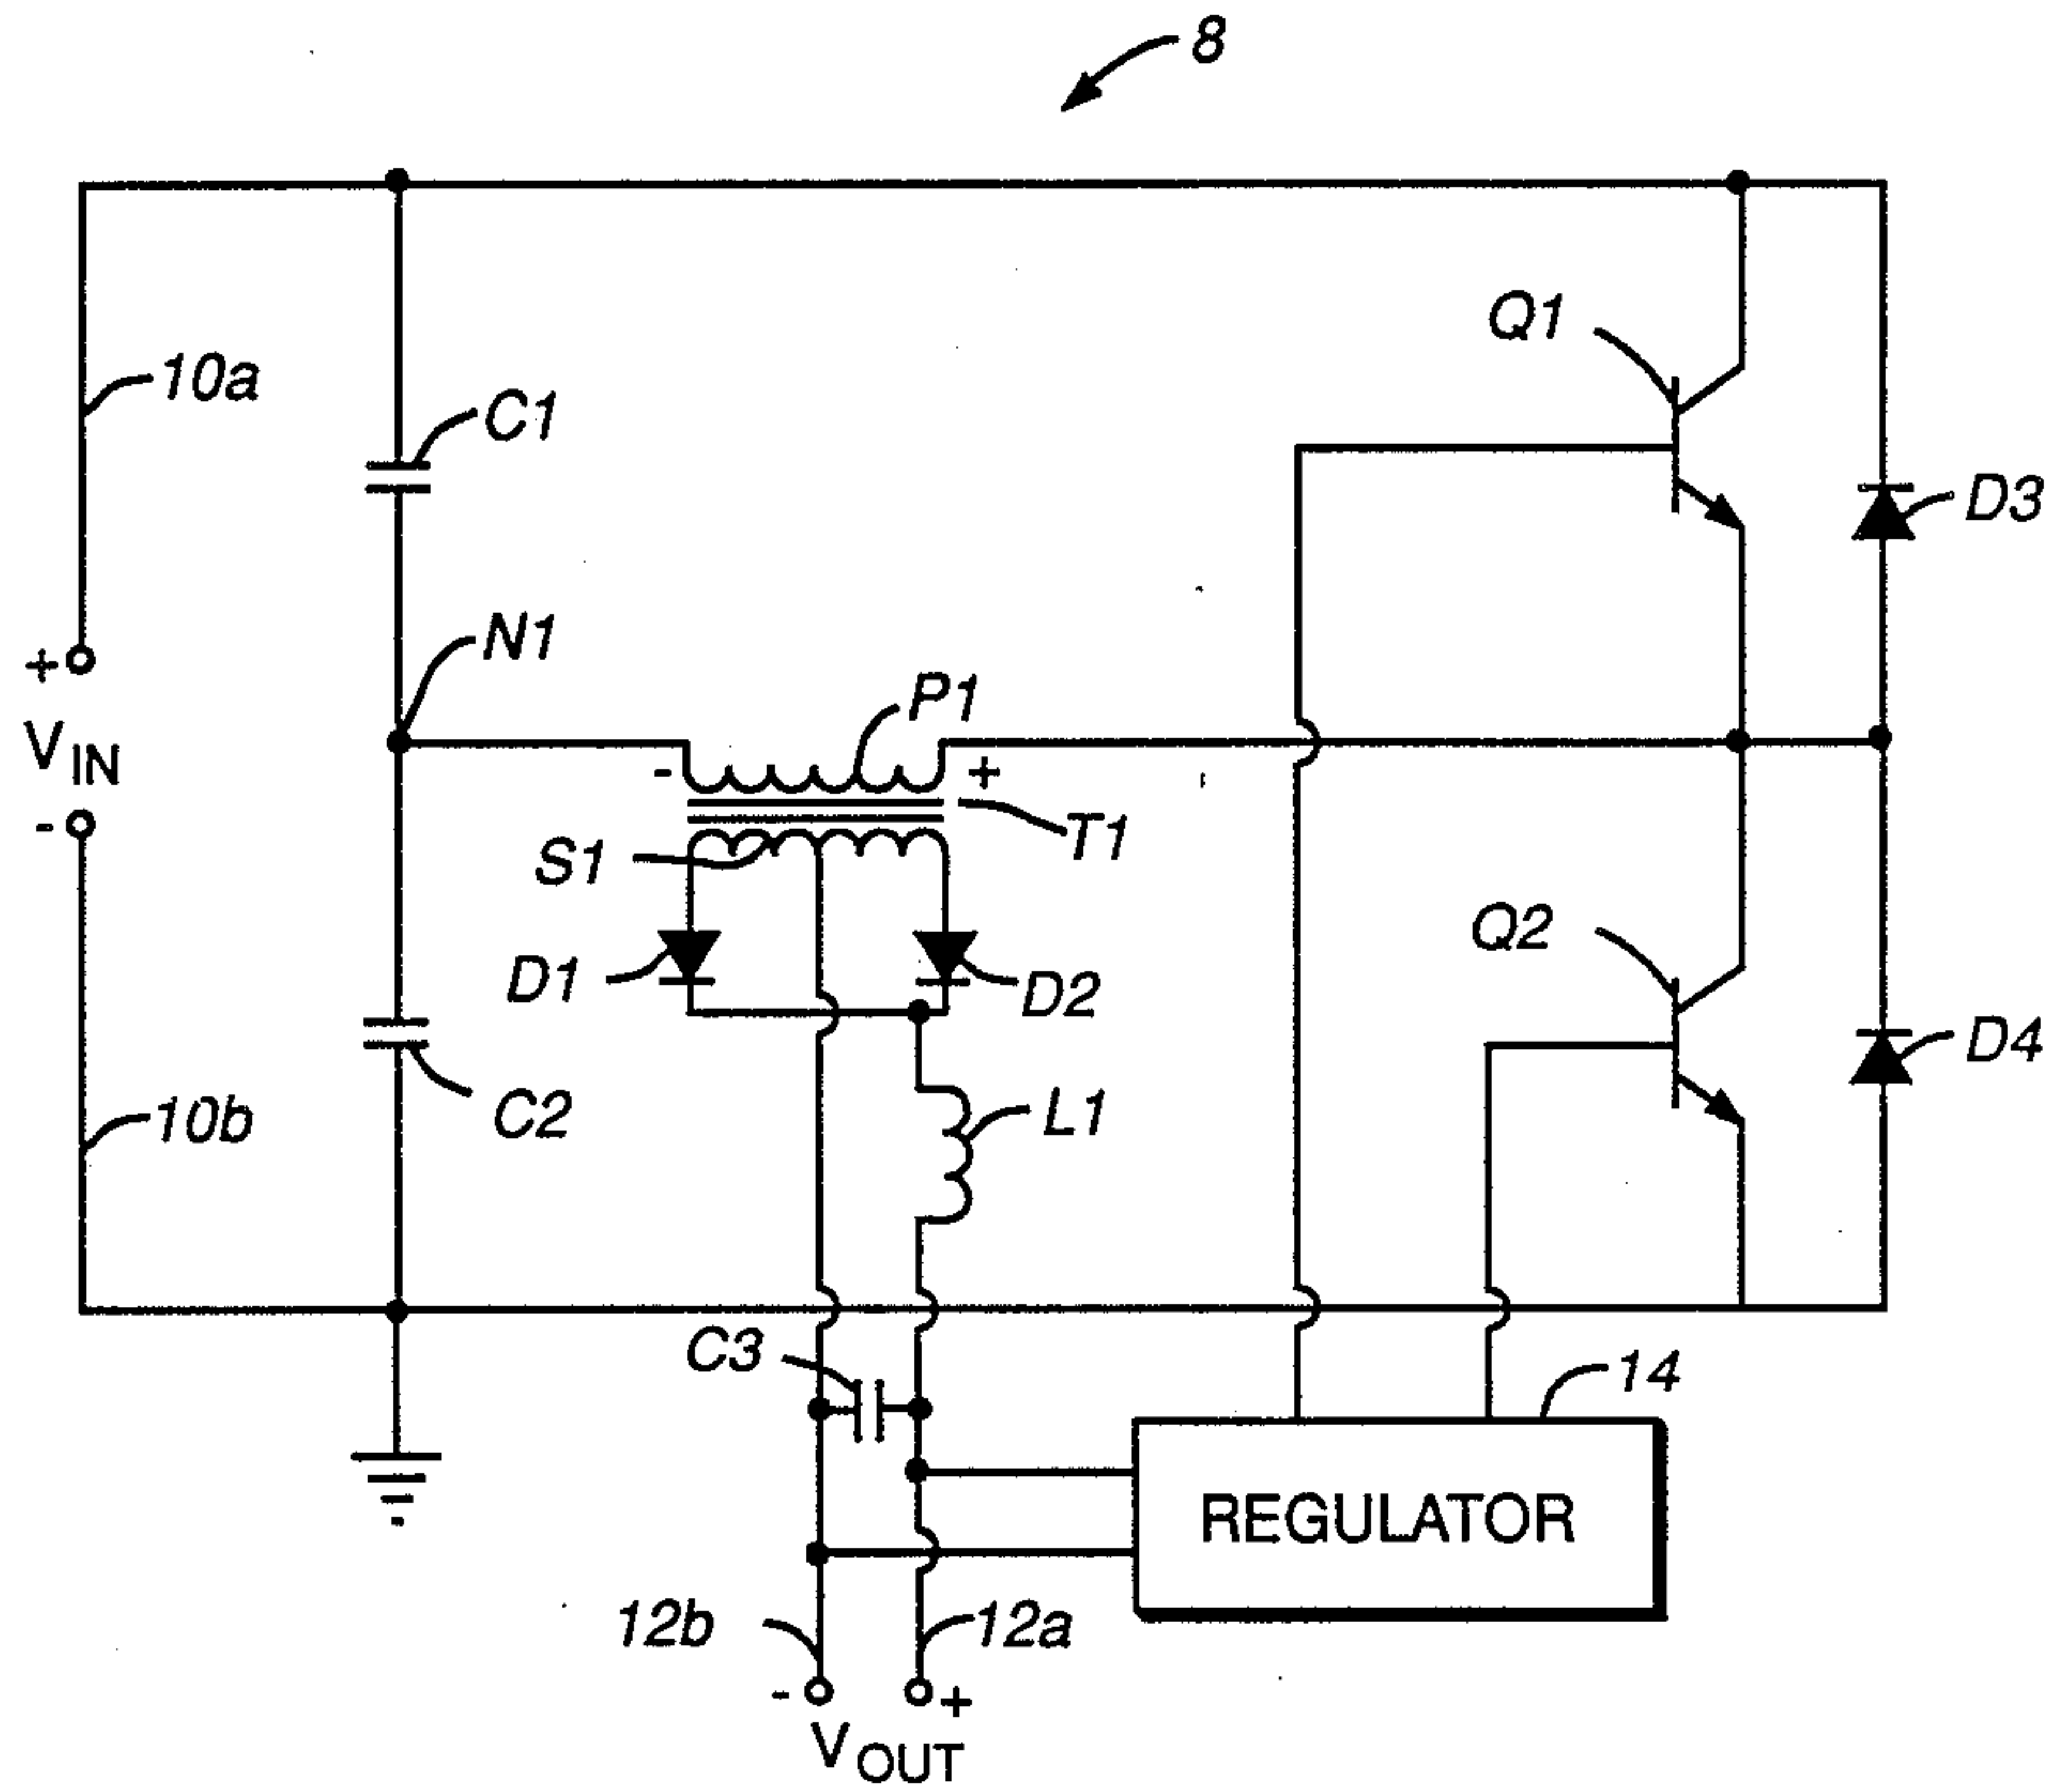 8
Q1
10a
C1
D3
N1
P1
+
V IN
-
- +
T1
S1
Q2
D1
D2
D4
C2
10b
L1
C3
14
REGULATOR
12b
12a
- +
V OUT